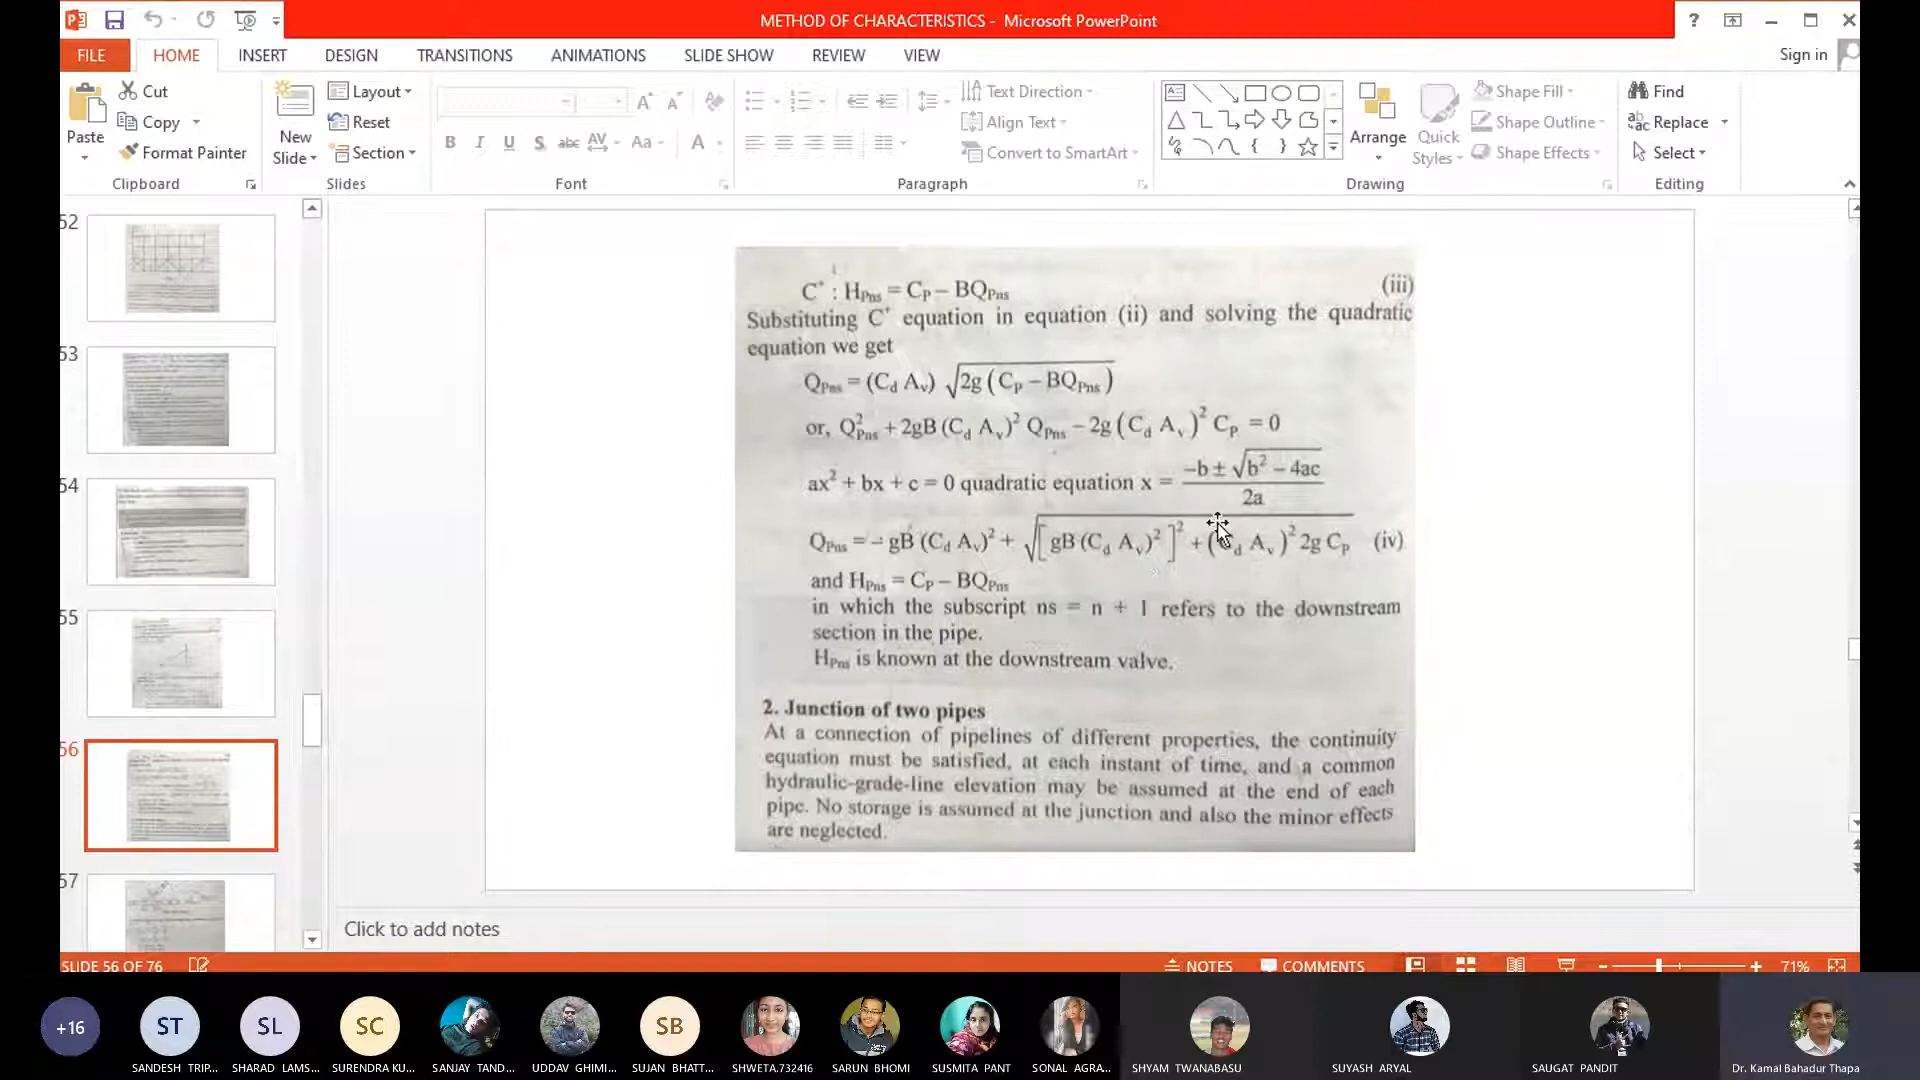 METHOD OF CHARACTERISTICS - Microsoft PowerPoint
FILE HOME INSERT DESIGN TRANSITIONS ANIMATIONS SLIDE SHOW REVIEW VIEW
Sign in
Cut
Copy
Format Painter
Paste
Clipboard
New Slide
Layout
Reset
Section
Slides
B I U S abc AV Aa A
Font
Text Direction
Align Text
Convert to SmartArt
Paragraph
Arrange
Quick Styles
Shape Fill
Shape Outline
Shape Effects
Drawing
Find
Replace
Select
Editing
52
53
54
55
56
57
C⁺ : H_Pns = C_P – BQ_Pns (iii)
Substituting C⁺ equation in equation (ii) and solving the quadratic
equation we get
Q_Pns = (C_d A_v) √2g (C_P – BQ_Pns)
or, Q²_Pns + 2gB (C_d A_v)² Q_Pns – 2g (C_d A_v)² C_P = 0
ax² + bx + c = 0 quadratic equation x = (-b ± √b² – 4ac) / 2a
Q_Pns = – gB (C_d A_v)² + √[gB (C_d A_v)²]² + (C_d A_v)² 2g C_P (iv)
and H_Pns = C_P – BQ_Pns
in which the subscript ns = n + 1 refers to the downstream
section in the pipe.
H_Pns is known at the downstream valve.
2. Junction of two pipes
At a connection of pipelines of different properties, the continuity
equation must be satisfied, at each instant of time, and a common
hydraulic-grade-line elevation may be assumed at the end of each
pipe. No storage is assumed at the junction and also the minor effects
are neglected.
Click to add notes
SLIDE 56 OF 76
NOTES COMMENTS 71%
+16 ST SL SC SB
SANDESH TRIP... SHARAD LAMS... SURENDRA KU... SANJAY TAND... UDDAV GHIMI... SUJAN BHATT... SHWETA.732416 SARUN BHOMI SUSMITA PANT SONAL AGRA... SHYAM TWANABASU SUYASH ARYAL SAUGAT PANDIT Dr. Kamal Bahadur Thapa